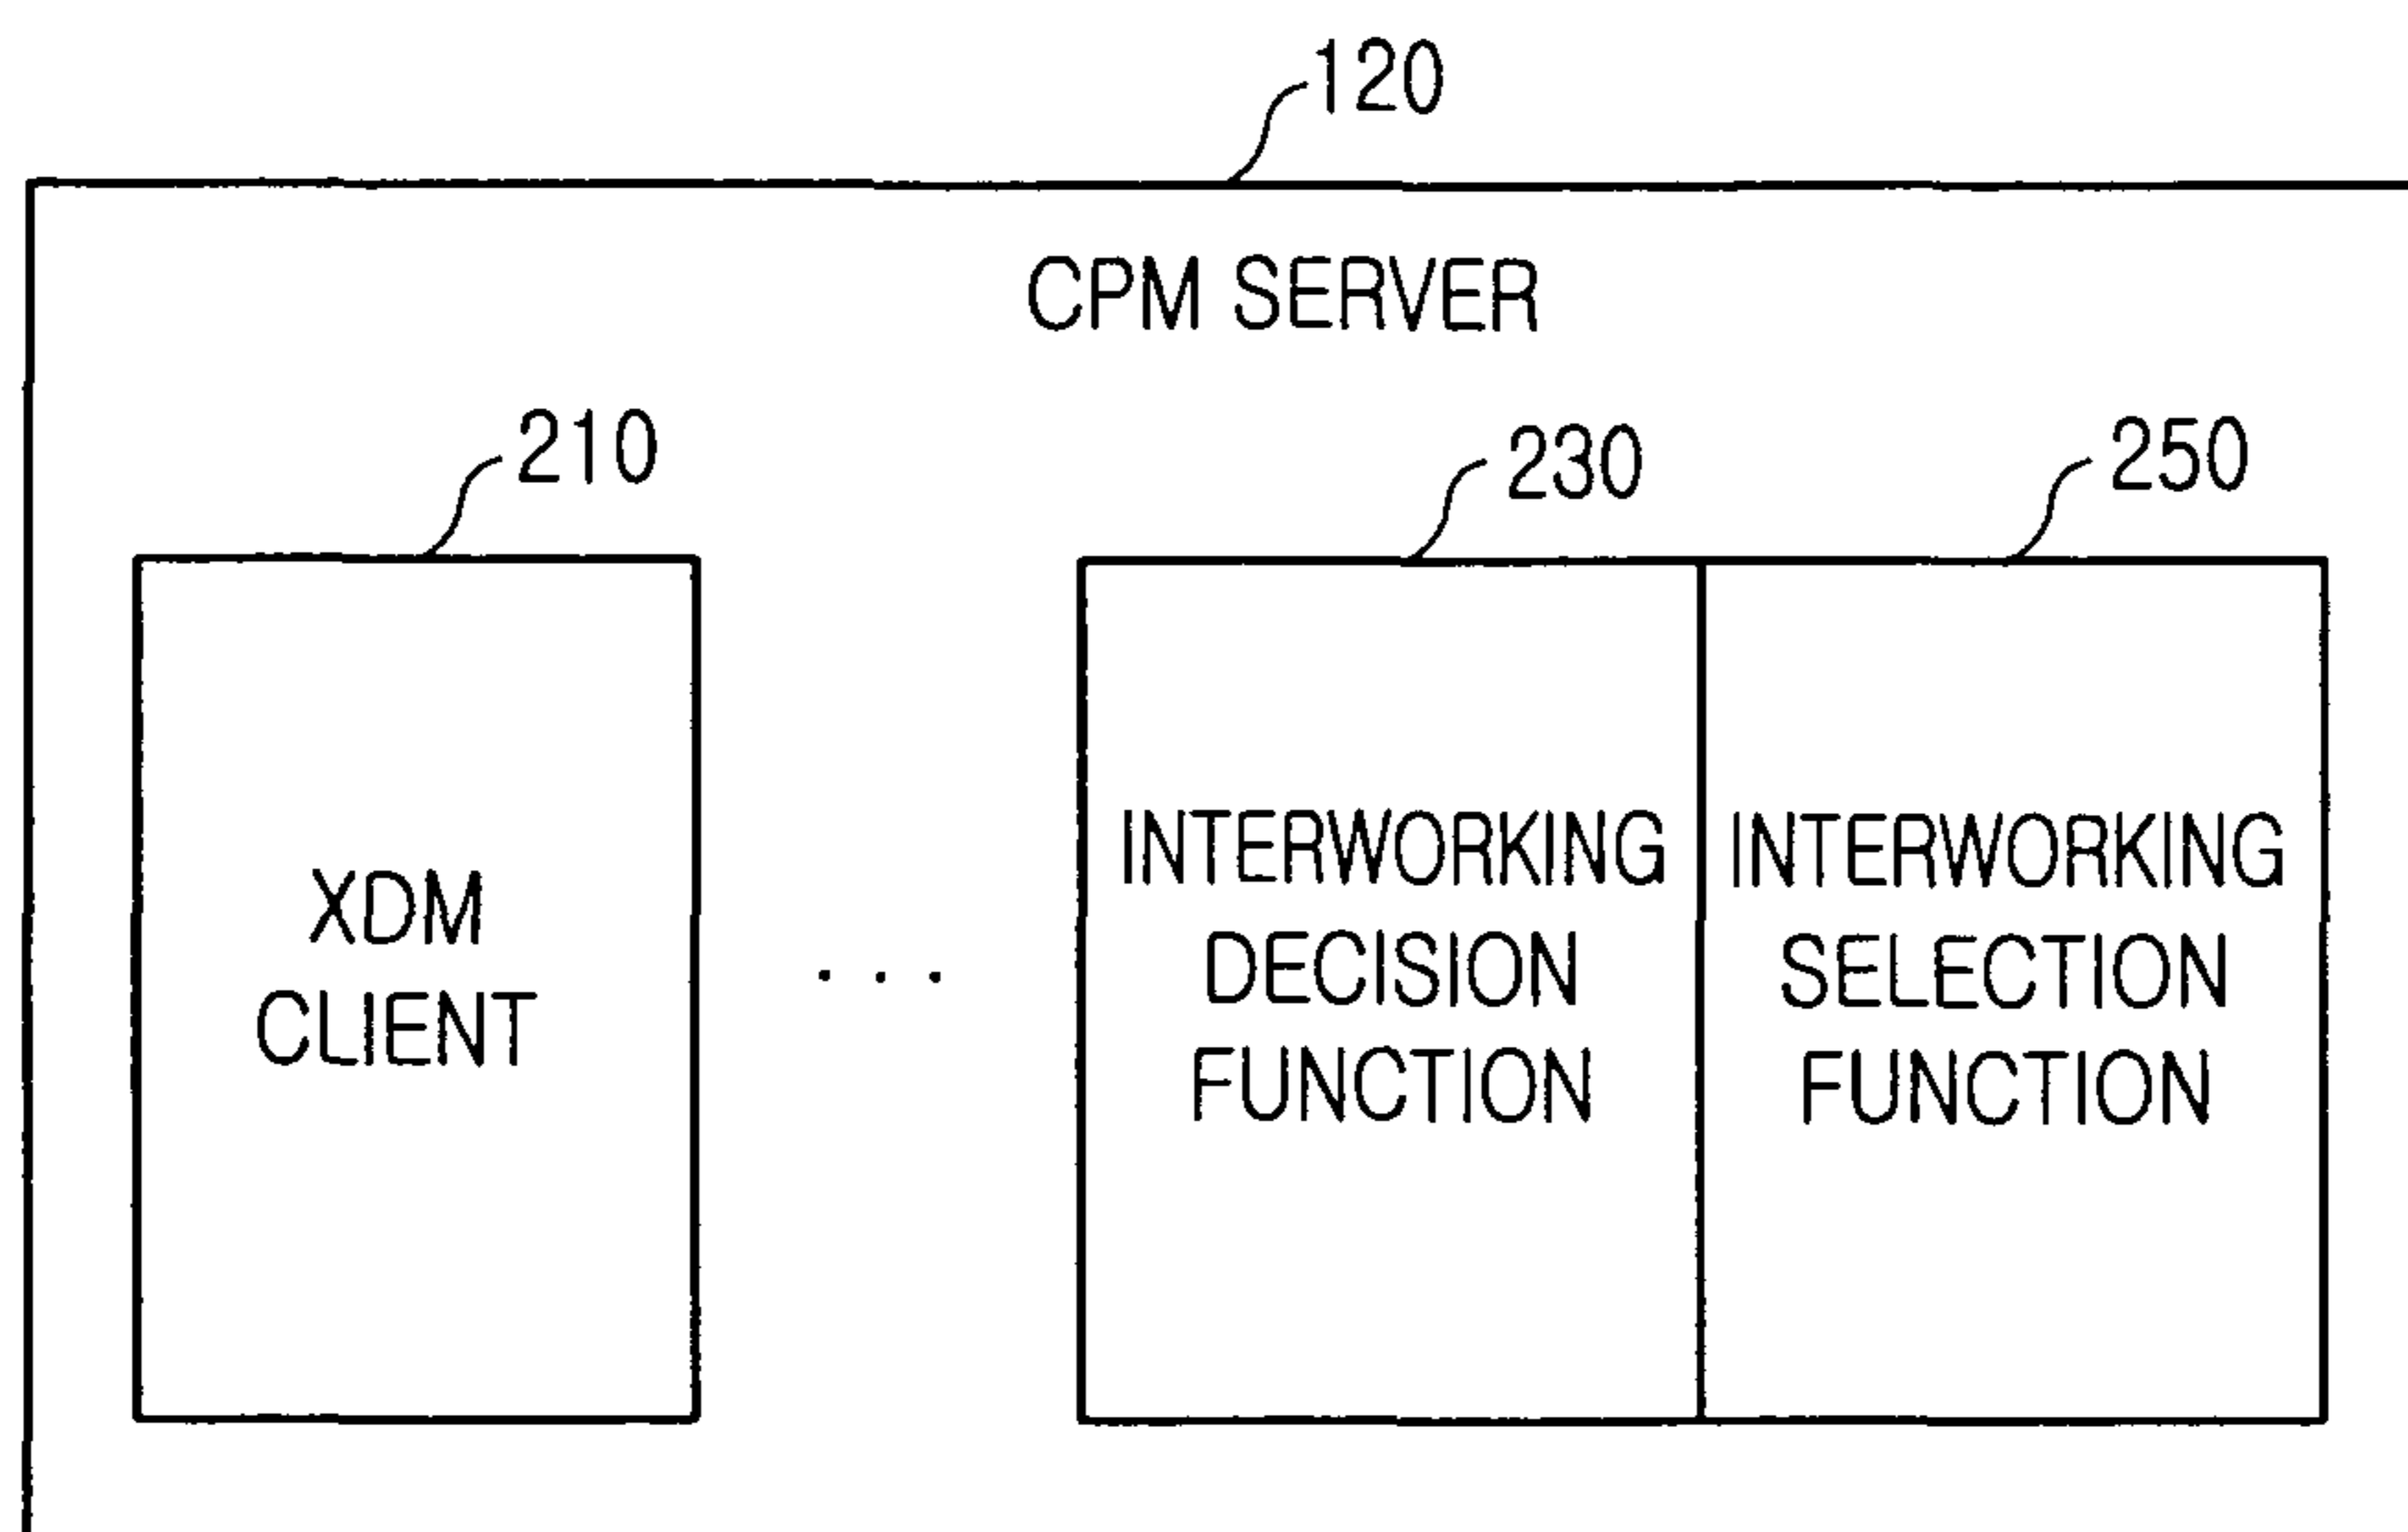 120
CPM SERVER
210
230
250
XDM
CLIENT
. . .
INTERWORKING
DECISION
FUNCTION
INTERWORKING
SELECTION
FUNCTION